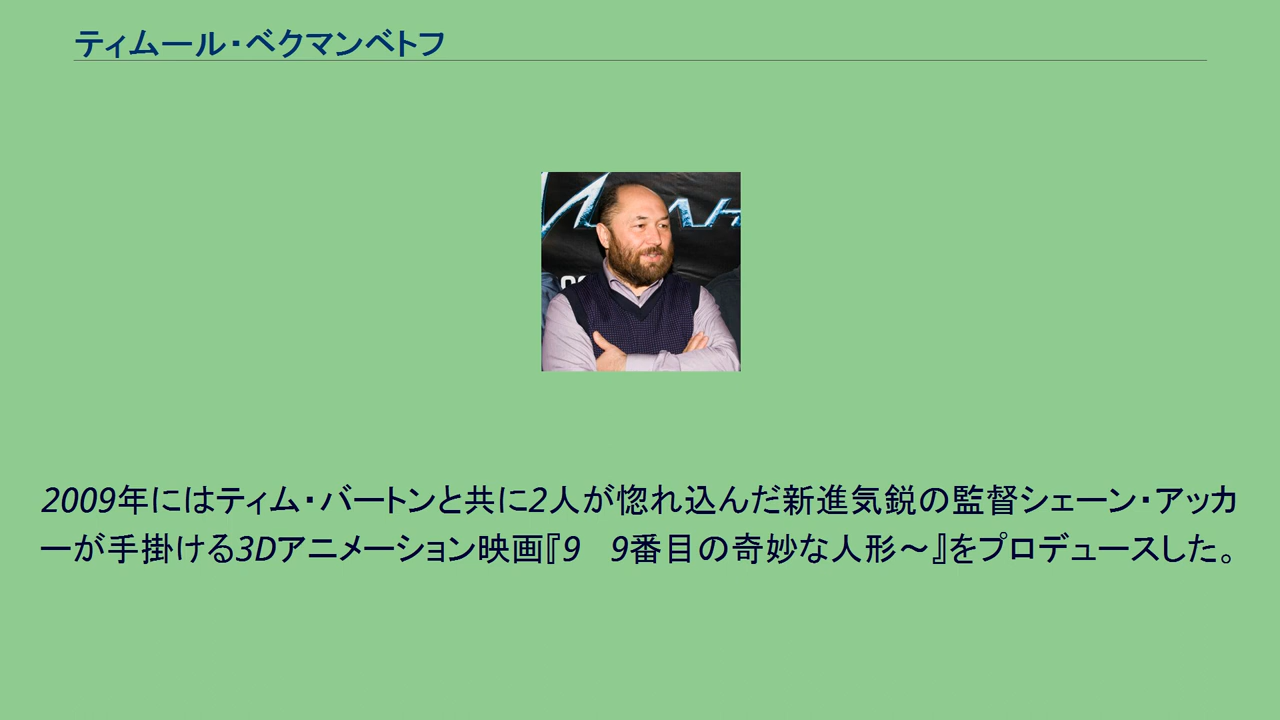 ティムール・ベクマンベトフ
2009年にはティム・バートンと共に2人が惚れ込んだ新進気鋭の監督シェーン・アッカ
ーが手掛ける3Dアニメーション映画『9　9番目の奇妙な人形〜』をプロデュースした。